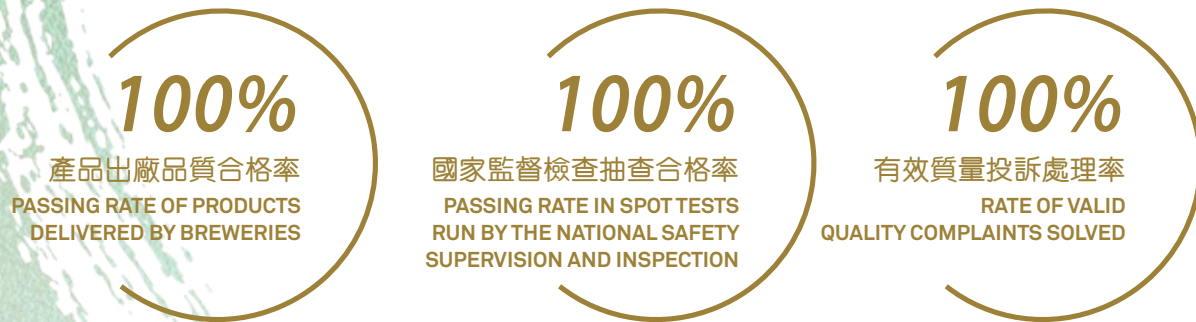 100%
產品出廠品質合格率
PASSING RATE OF PRODUCTS
DELIVERED BY BREWERIES
100%
國家監督檢查抽查合格率
PASSING RATE IN SPOT TESTS
RUN BY THE NATIONAL SAFETY
SUPERVISION AND INSPECTION
100%
有效質量投訴處理率
RATE OF VALID
QUALITY COMPLAINTS SOLVED